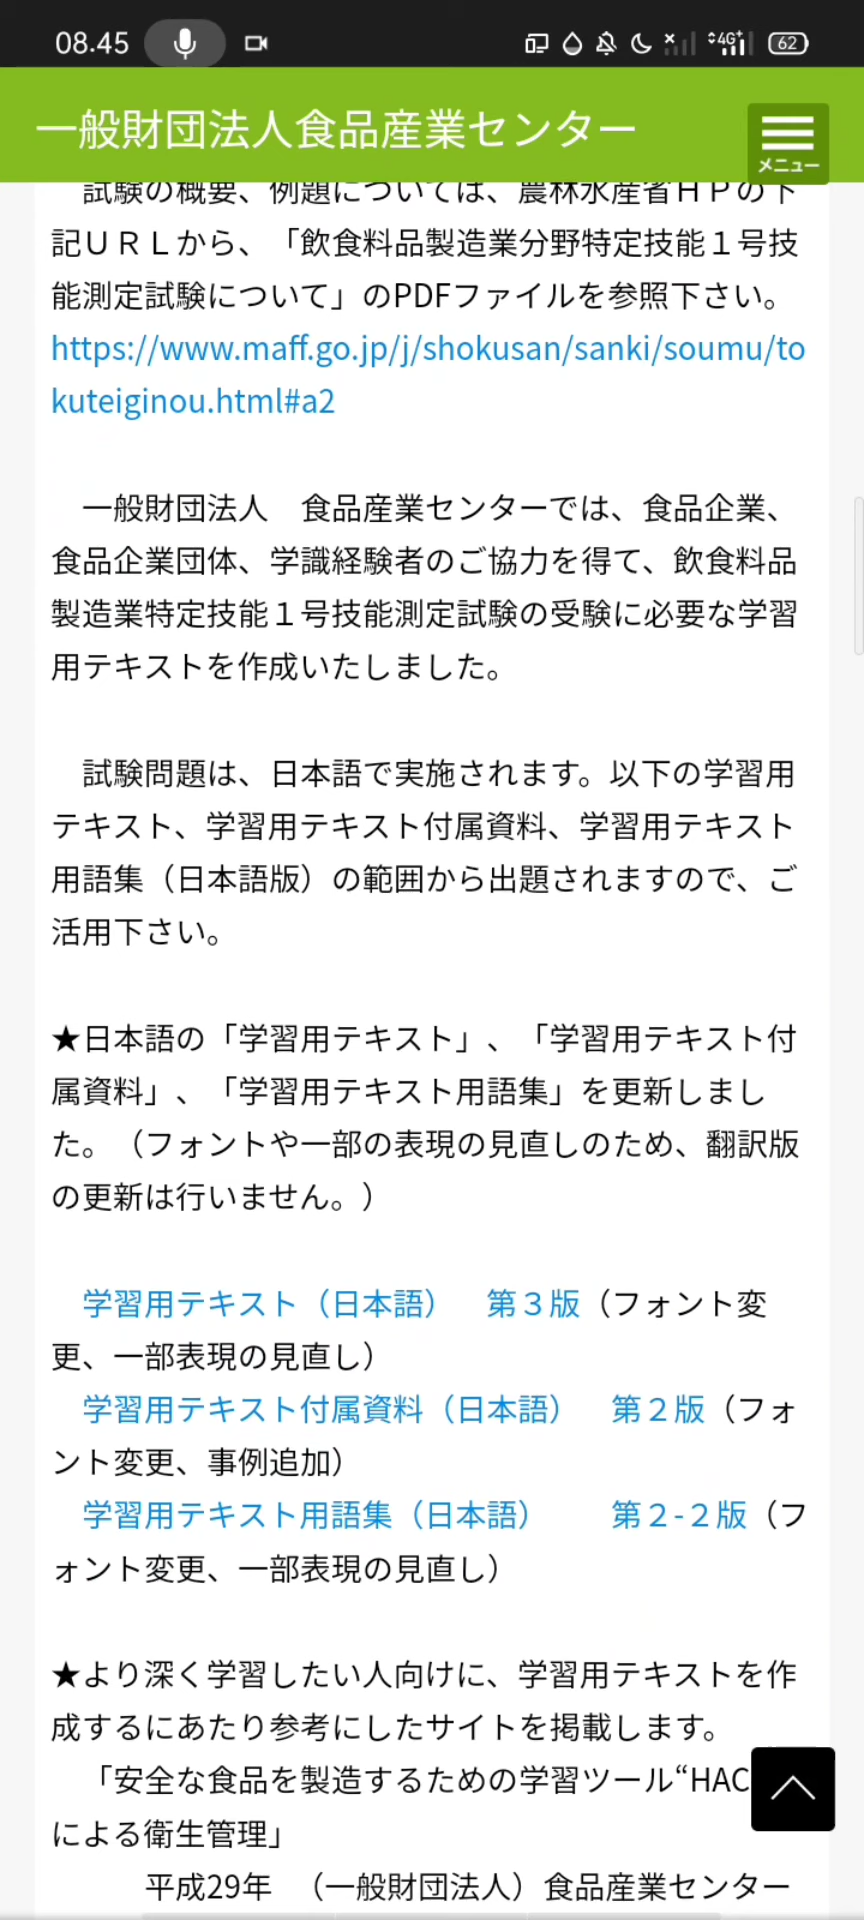 08.45
4G+
62
一般財団法人食品産業センター
メニュー
試験の概要、例題については、農林水産省ＨＰの下
記ＵＲＬから、「飲食料品製造業分野特定技能１号技
能測定試験について」のPDFファイルを参照下さい。
https://www.maff.go.jp/j/shokusan/sanki/soumu/to
kuteiginou.html#a2
一般財団法人　食品産業センターでは、食品企業、
食品企業団体、学識経験者のご協力を得て、飲食料品
製造業特定技能１号技能測定試験の受験に必要な学習
用テキストを作成いたしました。
試験問題は、日本語で実施されます。以下の学習用
テキスト、学習用テキスト付属資料、学習用テキスト
用語集（日本語版）の範囲から出題されますので、ご
活用下さい。
★日本語の「学習用テキスト」、「学習用テキスト付
属資料」、「学習用テキスト用語集」を更新しまし
た。（フォントや一部の表現の見直しのため、翻訳版
の更新は行いません。）
学習用テキスト（日本語）　第３版（フォント変
更、一部表現の見直し）
学習用テキスト付属資料（日本語）　第２版（フォ
ント変更、事例追加）
学習用テキスト用語集（日本語）　　第２-２版（フ
ォント変更、一部表現の見直し）
★より深く学習したい人向けに、学習用テキストを作
成するにあたり参考にしたサイトを掲載します。
「安全な食品を製造するための学習ツール“HAC
による衛生管理」
平成29年　（一般財団法人）食品産業センター